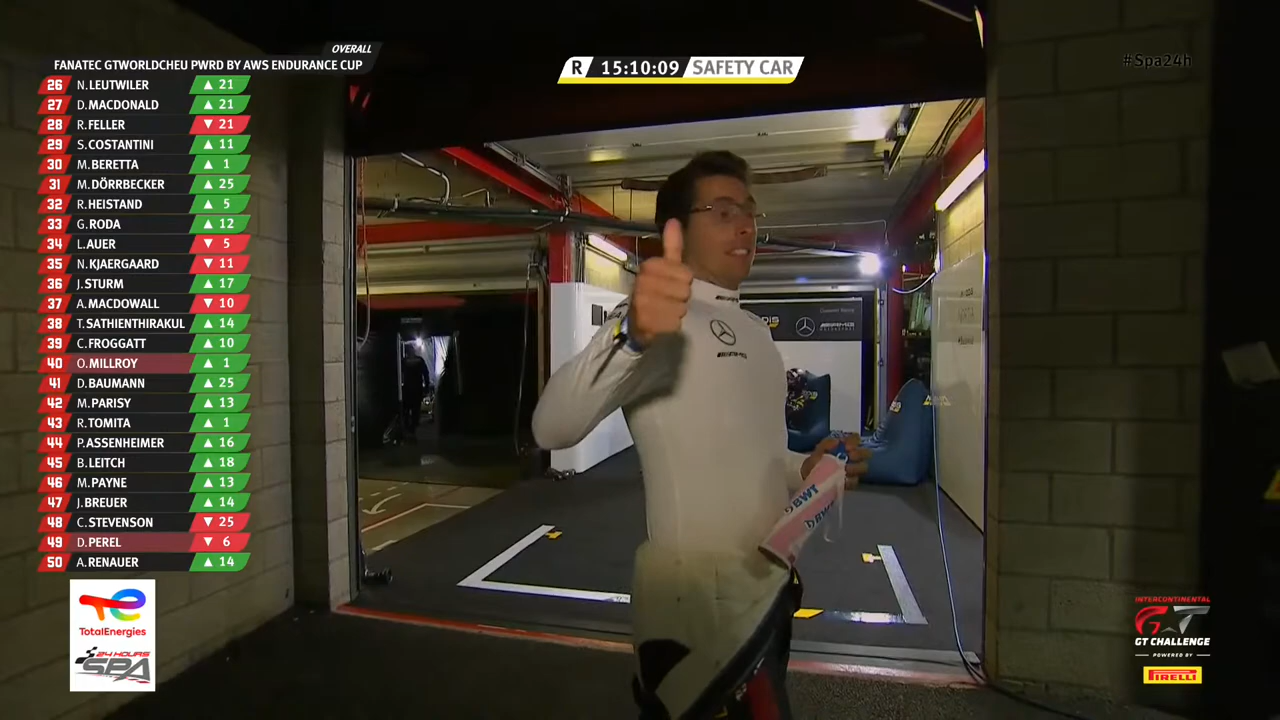 OVERALL
FANATEC GTWORLDCHEU PWRD BY AWS ENDURANCE CUP
R 15:10:09 SAFETY CAR
#Spa24h
26 N.LEUTWILER ▲ 21
27 D.MACDONALD ▲ 21
28 R.FELLER ▼ 21
29 S.COSTANTINI ▲ 11
30 M.BERETTA ▲ 1
31 M.DÖRRBECKER ▲ 25
32 R.HEISTAND ▲ 5
33 G.RODA ▲ 12
34 L.AUER ▼ 5
35 N.KJAERGAARD ▼ 11
36 J.STURM ▲ 17
37 A.MACDOWALL ▼ 10
38 T.SATHIENTHIRAKUL ▲ 14
39 C.FROGGATT ▲ 10
40 O.MILLROY ▲ 1
41 D.BAUMANN ▲ 25
42 M.PARISY ▲ 13
43 R.TOMITA ▲ 1
44 P.ASSENHEIMER ▲ 16
45 B.LEITCH ▲ 18
46 M.PAYNE ▲ 13
47 J.BREUER ▲ 14
48 C.STEVENSON ▼ 25
49 D.PEREL ▼ 6
50 A.RENAUER ▲ 14
TotalEnergies
24 HOURS
SPA
BWT
BWT
INTERCONTINENTAL
GT CHALLENGE
POWERED BY
PIRELLI